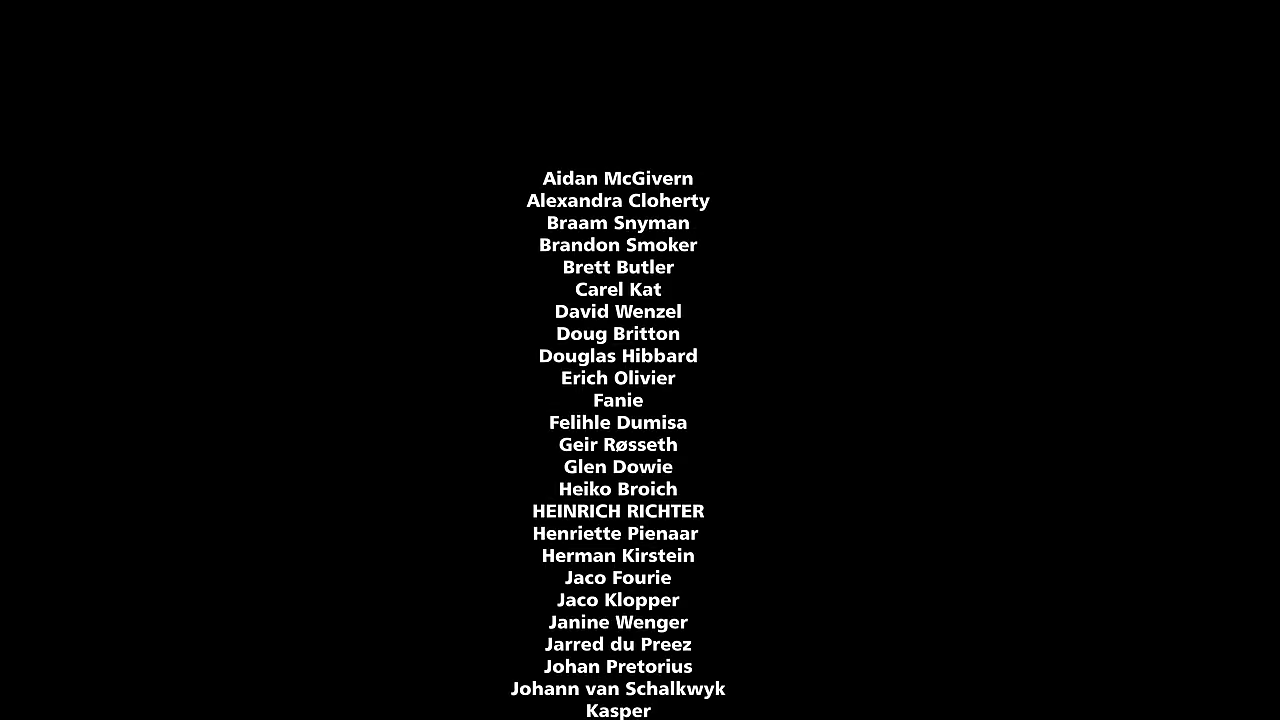 Aidan McGivern
Alexandra Cloherty
Braam Snyman
Brandon Smoker
Brett Butler
Carel Kat
David Wenzel
Doug Britton
Douglas Hibbard
Erich Olivier
Fanie
Felihle Dumisa
Geir Røsseth
Glen Dowie
Heiko Broich
HEINRICH RICHTER
Henriette Pienaar
Herman Kirstein
Jaco Fourie
Jaco Klopper
Janine Wenger
Jarred du Preez
Johan Pretorius
Johann van Schalkwyk
Kasper